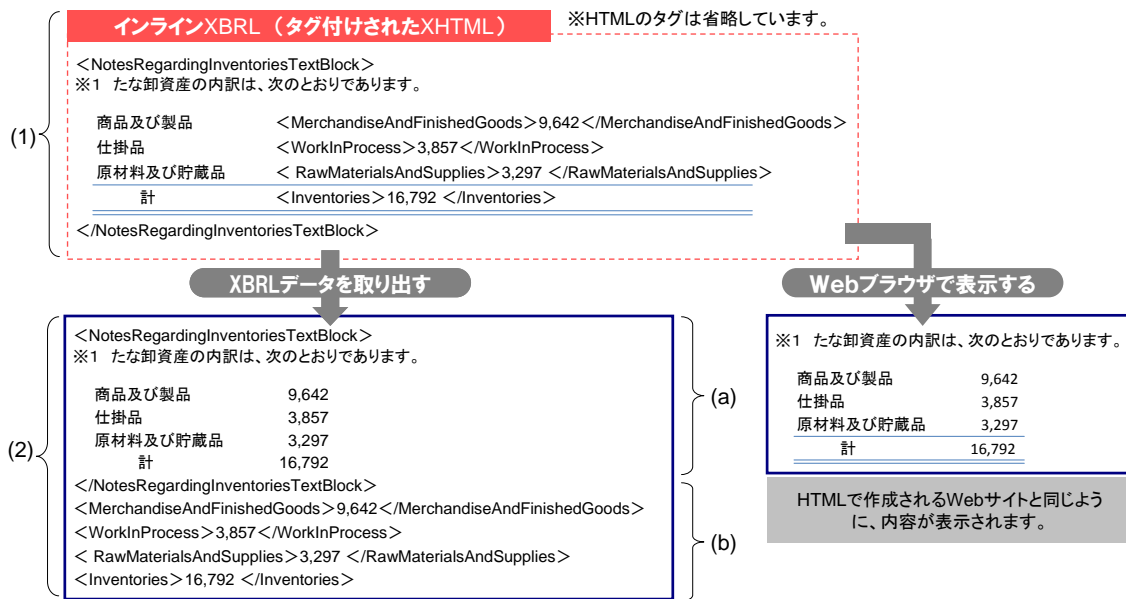 インラインXBRL（タグ付けされたXHTML）
※HTMLのタグは省略しています。
(1)
＜NotesRegardingInventoriesTextBlock＞
※１　たな卸資産の内訳は、次のとおりであります。
商品及び製品 ＜MerchandiseAndFinishedGoods＞9,642＜/MerchandiseAndFinishedGoods＞
仕掛品 ＜WorkInProcess＞3,857＜/WorkInProcess＞
原材料及び貯蔵品 ＜ RawMaterialsAndSupplies＞3,297 ＜/RawMaterialsAndSupplies＞
計 ＜Inventories＞16,792 ＜/Inventories＞
＜/NotesRegardingInventoriesTextBlock＞
XBRLデータを取り出す
Webブラウザで表示する
(2)
＜NotesRegardingInventoriesTextBlock＞
※１　たな卸資産の内訳は、次のとおりであります。
商品及び製品 9,642
仕掛品 3,857
原材料及び貯蔵品 3,297
計 16,792
＜/NotesRegardingInventoriesTextBlock＞
(a)
＜MerchandiseAndFinishedGoods＞9,642＜/MerchandiseAndFinishedGoods＞
＜WorkInProcess＞3,857＜/WorkInProcess＞
＜ RawMaterialsAndSupplies＞3,297 ＜/RawMaterialsAndSupplies＞
＜Inventories＞16,792 ＜/Inventories＞
(b)
※１　たな卸資産の内訳は、次のとおりであります。
商品及び製品 9,642
仕掛品 3,857
原材料及び貯蔵品 3,297
計 16,792
HTMLで作成されるWebサイトと同じよう
に、内容が表示されます。